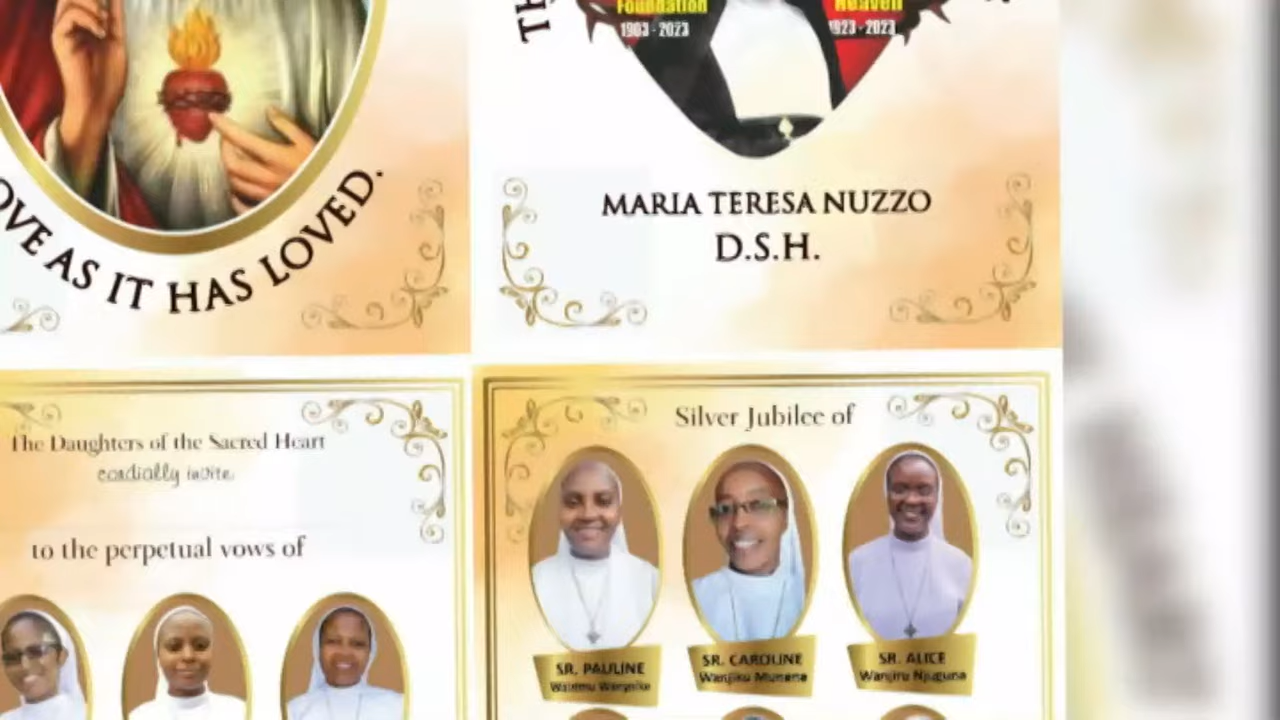 Foundation
1903 - 2023
Heaven
1923 - 2023
LOVE AS IT HAS LOVED.
MARIA TERESA NUZZO
D.S.H.
The Daughters of the Sacred Heart
cordially invite
to the perpetual vows of
Silver Jubilee of
SR. PAULINE
SR. CAROLINE
Wanjiku Munene
SR. ALICE
Wanjiru Njuguna